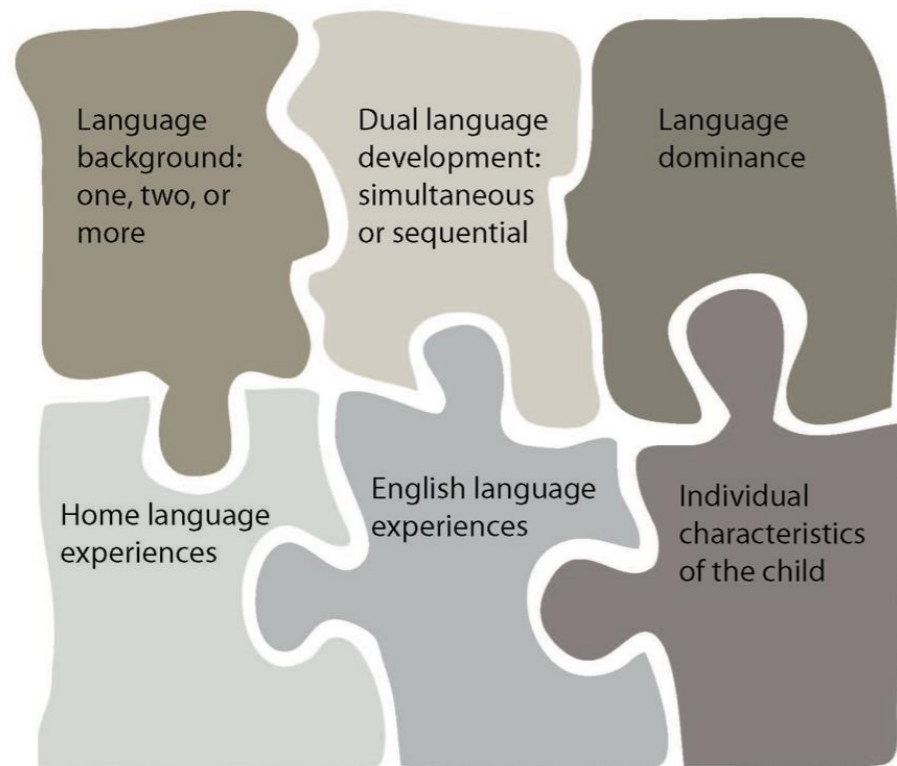 Language
background:
one, two, or
more
Dual language
development:
simultaneous
or sequential
Language
dominance
Home language
experiences
English language
experiences
Individual
characteristics
of the child